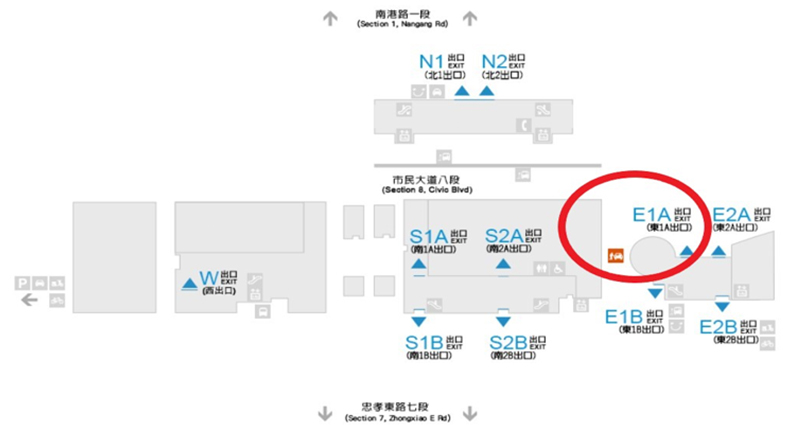 南港路一段
(Section 1, Nangang Rd)
N1 出口 EXIT
(北1出口)
N2 出口 EXIT
(北2出口)
市民大道八段
(Section 8, Civic Blvd)
E1A 出口 EXIT
(東1A出口)
E2A 出口 EXIT
(東2A出口)
S1A 出口 EXIT
(南1A出口)
S2A 出口 EXIT
(南2A出口)
W 出口 EXIT
(西出口)
P
E1B 出口 EXIT
(東1B出口)
E2B 出口 EXIT
(東2B出口)
S1B 出口 EXIT
(南1B出口)
S2B 出口 EXIT
(南2B出口)
忠孝東路七段
(Section 7, Zhongxiao E Rd)